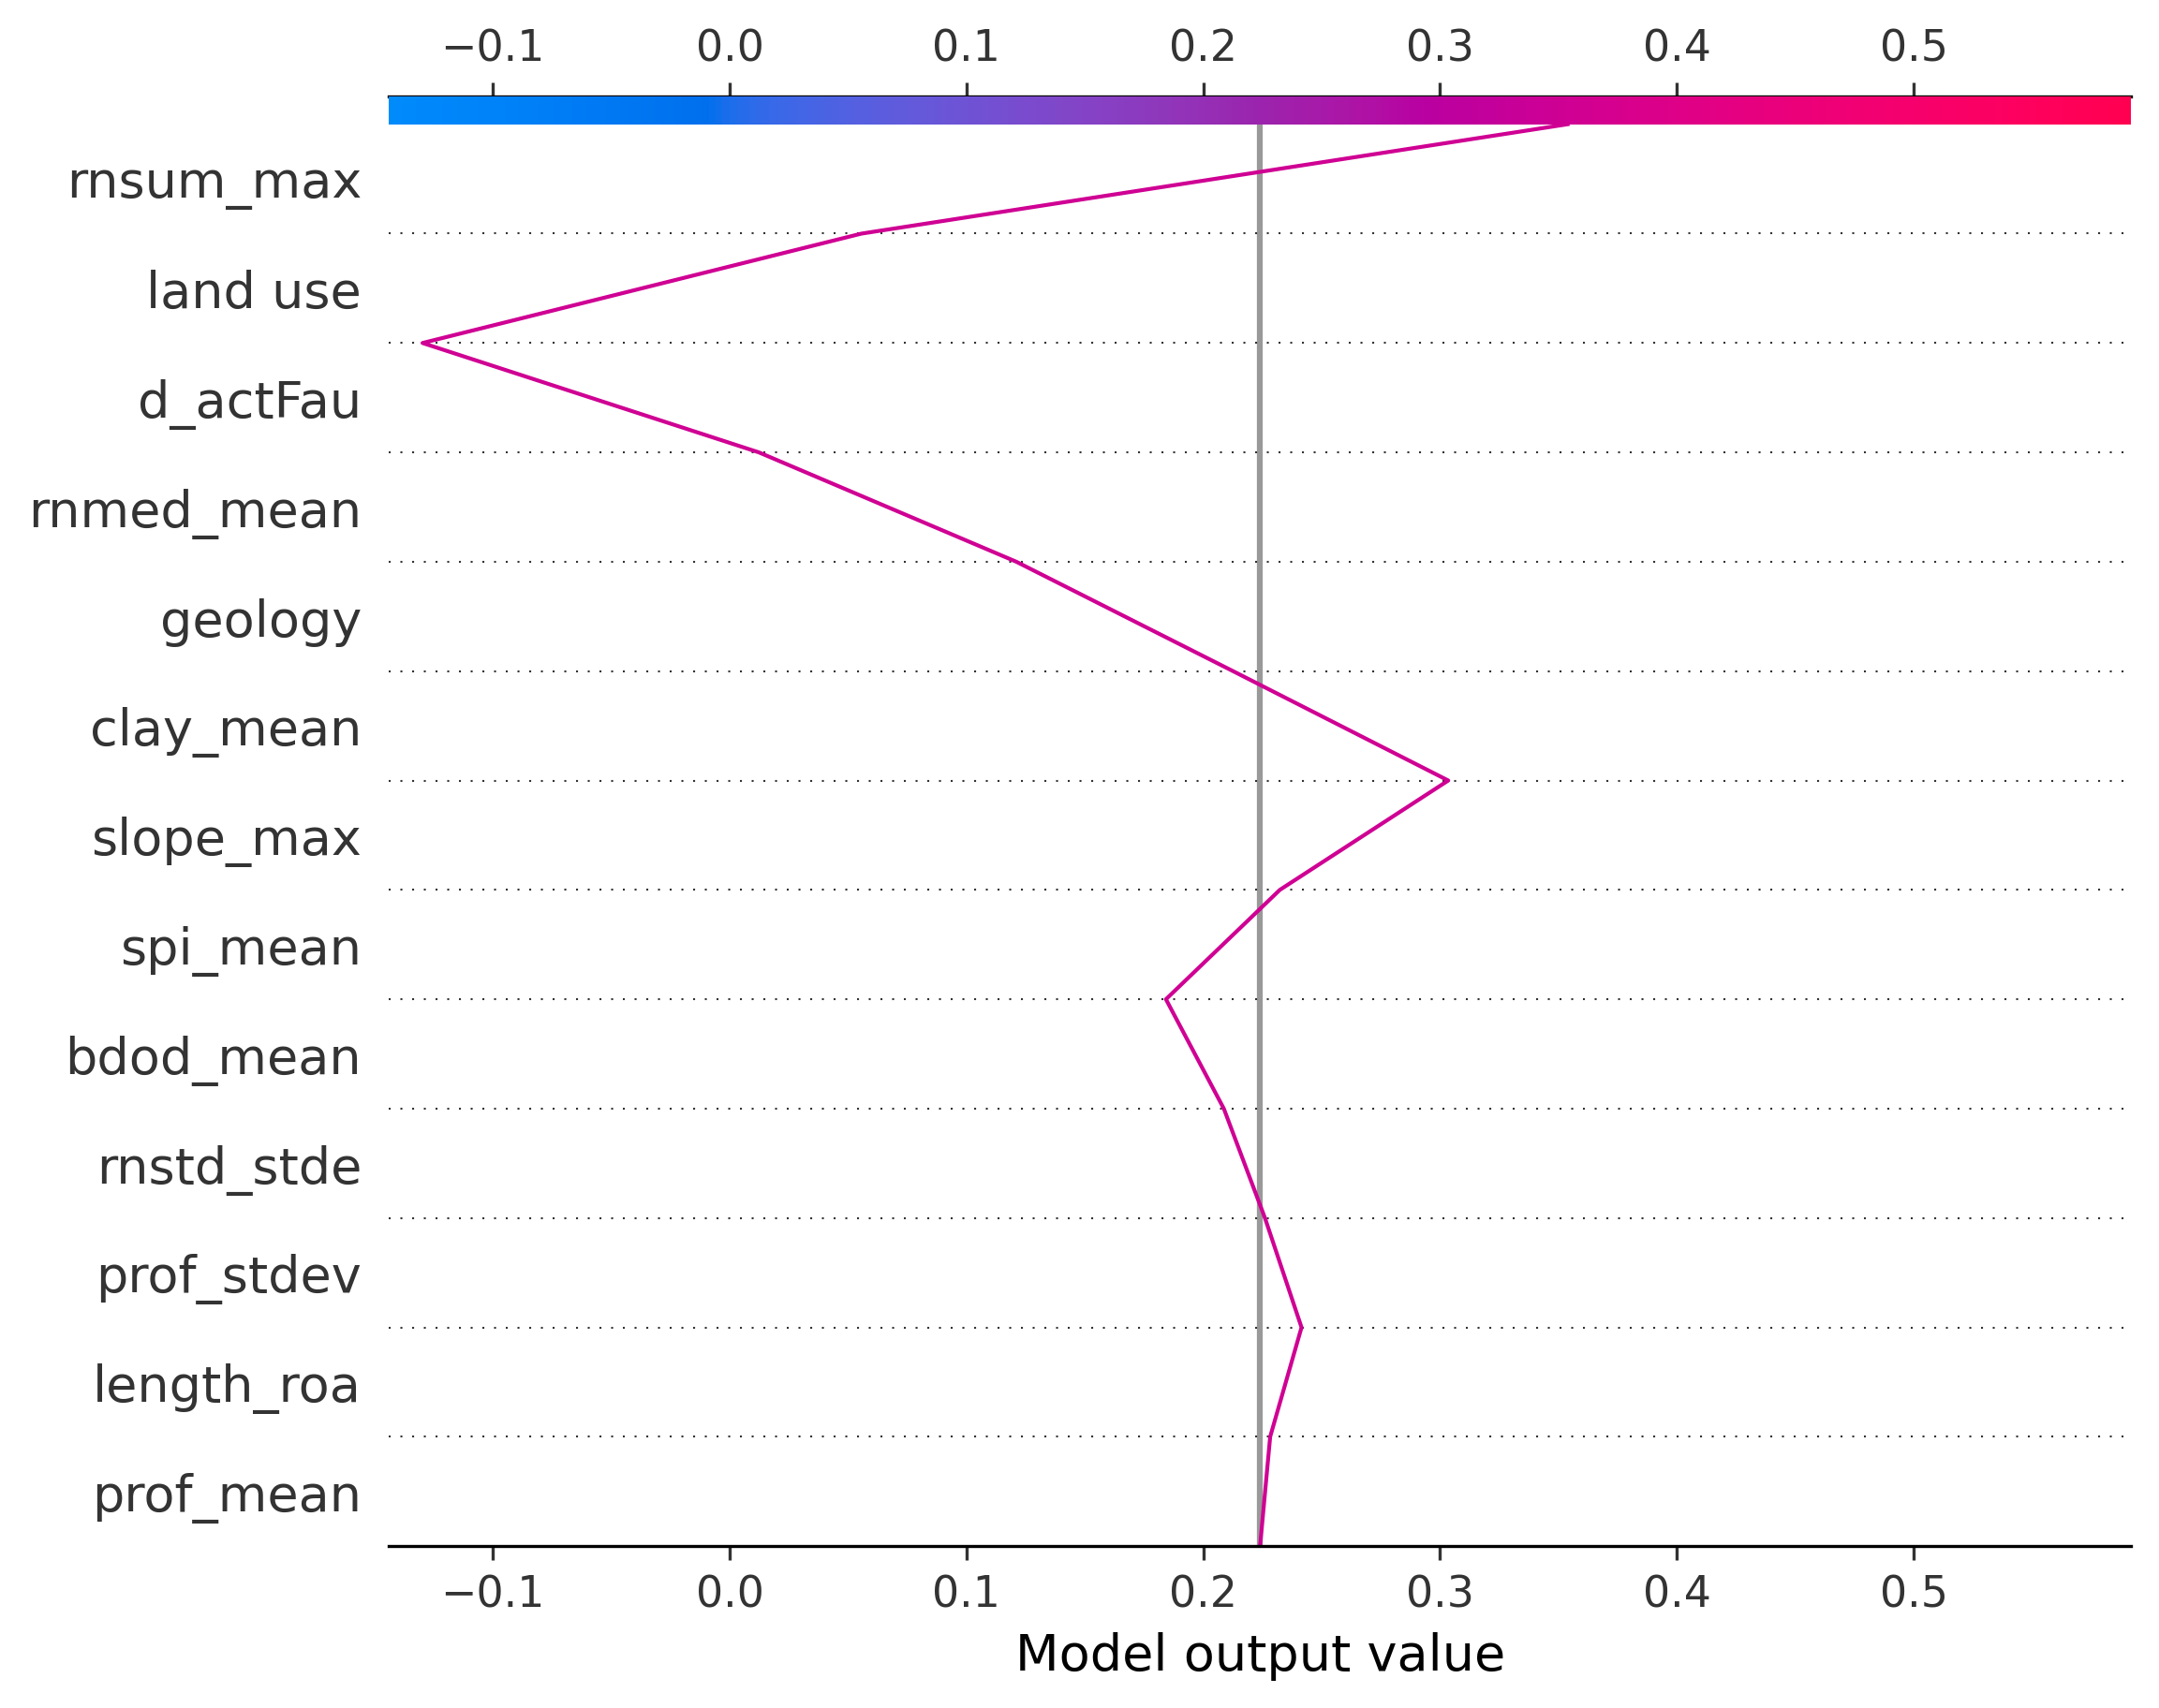 −0.1 0.0 0.1 0.2 0.3 0.4 0.5
rnsum_max
land use
d_actFau
rnmed_mean
geology
clay_mean
slope_max
spi_mean
bdod_mean
rnstd_stde
prof_stdev
length_roa
prof_mean
−0.1 0.0 0.1 0.2 0.3 0.4 0.5
Model output value